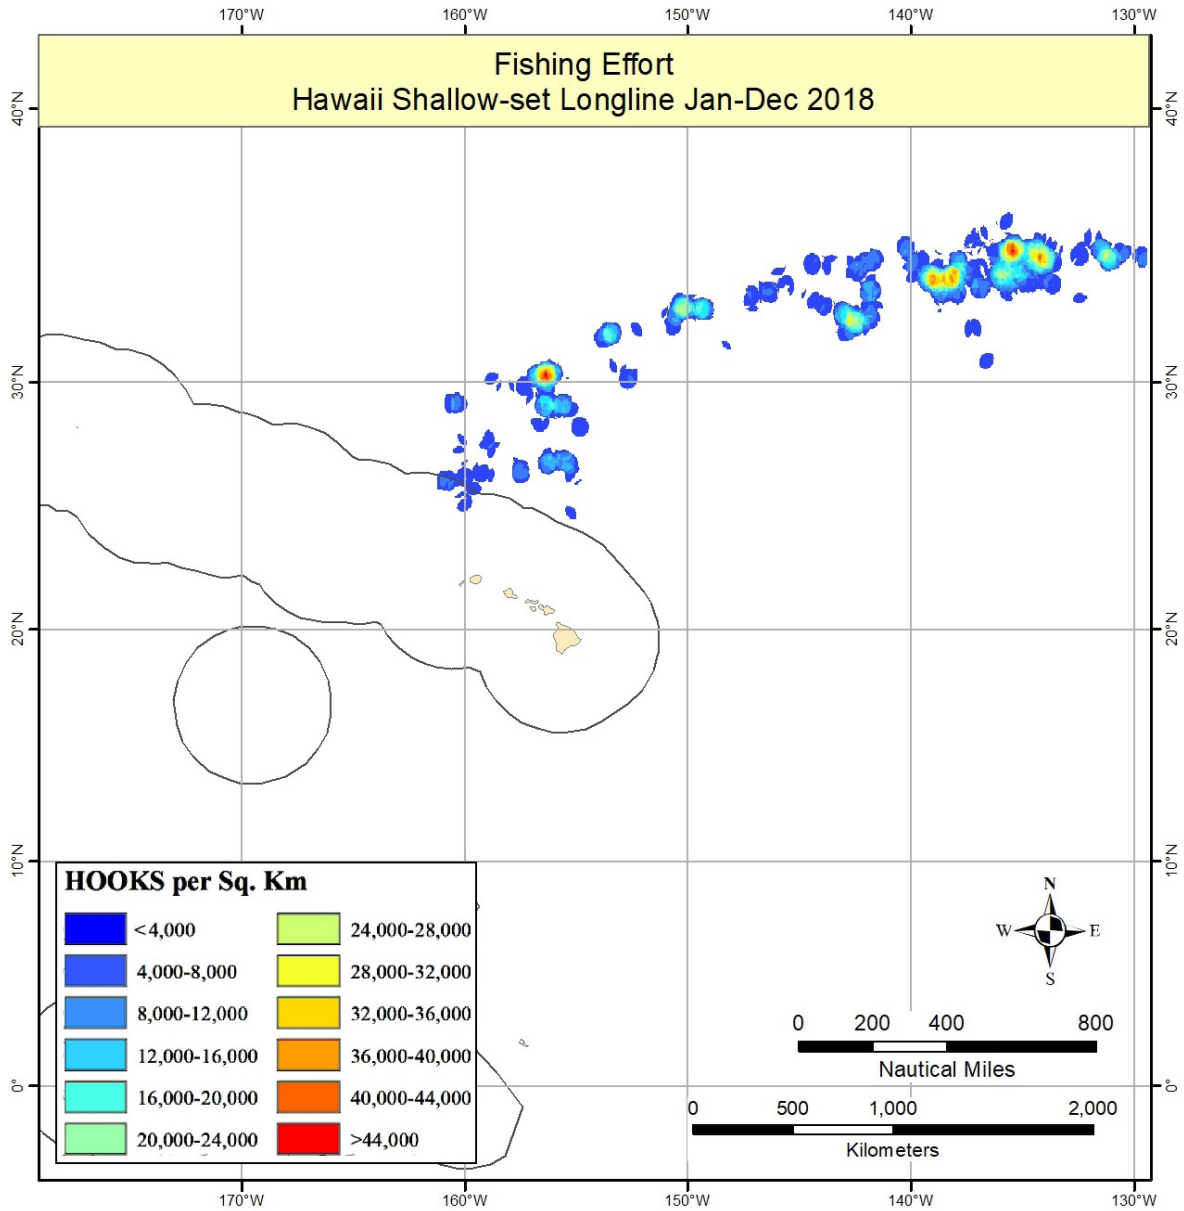 170°W 160°W 150°W 140°W 130°W
Fishing Effort
Hawaii Shallow-set Longline Jan-Dec 2018
40°N 40°N
30°N 30°N
20°N 20°N
10°N 10°N
HOOKS per Sq. Km
<4,000 24,000-28,000
4,000-8,000 28,000-32,000
8,000-12,000 32,000-36,000
12,000-16,000 36,000-40,000
16,000-20,000 40,000-44,000
20,000-24,000 >44,000
N
W E
S
0 200 400 800
Nautical Miles
0° 0°
0 500 1,000 2,000
Kilometers
170°W 160°W 150°W 140°W 130°W